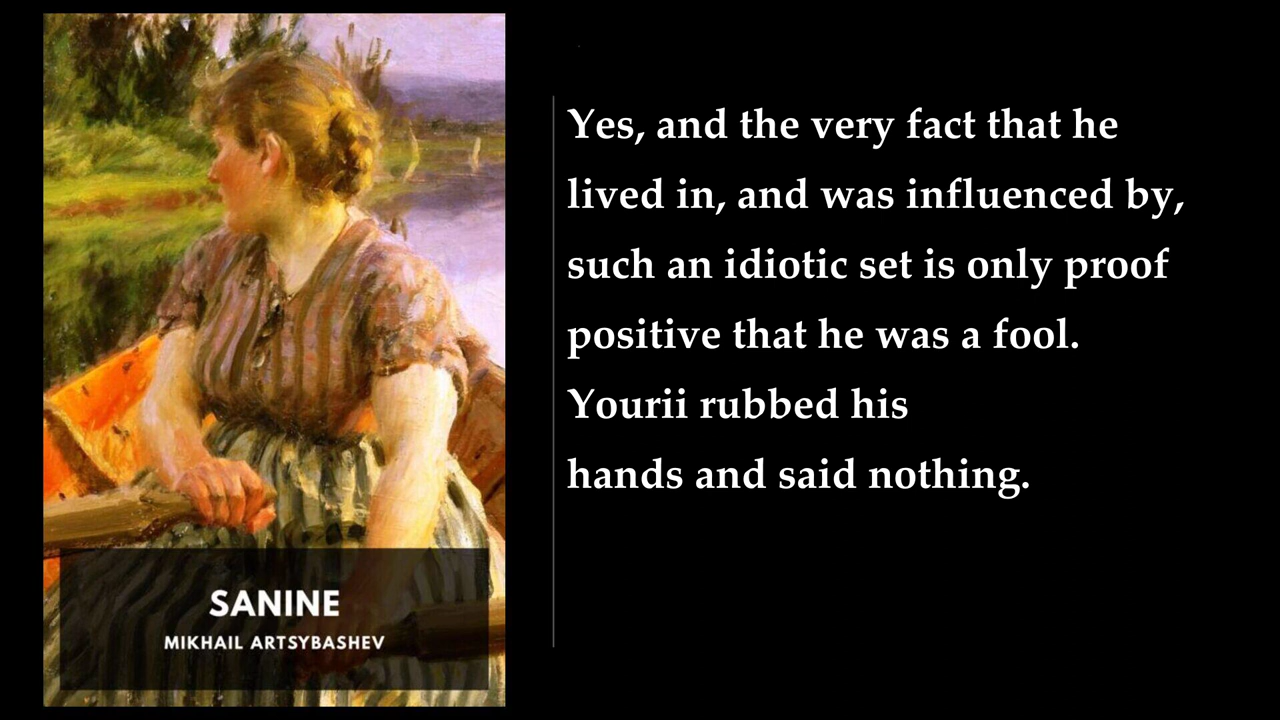 SANINE
MIKHAIL ARTSYBASHEV
Yes, and the very fact that he
lived in, and was influenced by,
such an idiotic set is only proof
positive that he was a fool.
Yourii rubbed his
hands and said nothing.